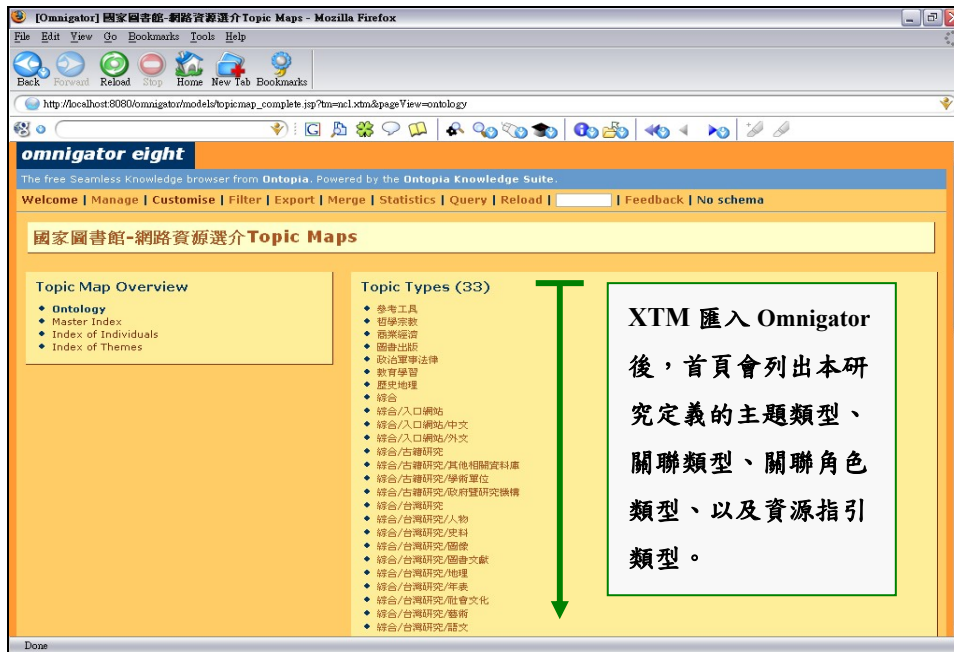 [Omnigator] 國家圖書館-網路資源選介Topic Maps - Mozilla Firefox
File Edit View Go Bookmarks Tools Help
Back Forward Reload Stop Home New Tab Bookmarks
http://localhost:8080/omnigator/models/topicmap_complete.jsp?tm=ncl.xtm&pageView=ontology
omnigator eight
The free Seamless Knowledge browser from Ontopia. Powered by the Ontopia Knowledge Suite.
Welcome | Manage | Customise | Filter | Export | Merge | Statistics | Query | Reload | | Feedback | No schema
國家圖書館-網路資源選介Topic Maps
Topic Map Overview
Ontology
Master Index
Index of Individuals
Index of Themes
Topic Types (33)
參考工具
哲學宗教
商業經濟
圖書出版
政治軍事法律
教育學習
歷史地理
綜合
綜合/入口網站
綜合/入口網站/中文
綜合/入口網站/外文
綜合/古籍研究
綜合/古籍研究/其他相關資料庫
綜合/古籍研究/學術單位
綜合/古籍研究/政府暨研究機構
綜合/台灣研究
綜合/台灣研究/人物
綜合/台灣研究/史料
綜合/台灣研究/圖像
綜合/台灣研究/圖書文獻
綜合/台灣研究/地理
綜合/台灣研究/年表
綜合/台灣研究/社會文化
綜合/台灣研究/藝術
綜合/台灣研究/語文
XTM 匯入 Omnigator
後，首頁會列出本研
究定義的主題類型、
關聯類型、關聯角色
類型、以及資源指引
類型。
Done